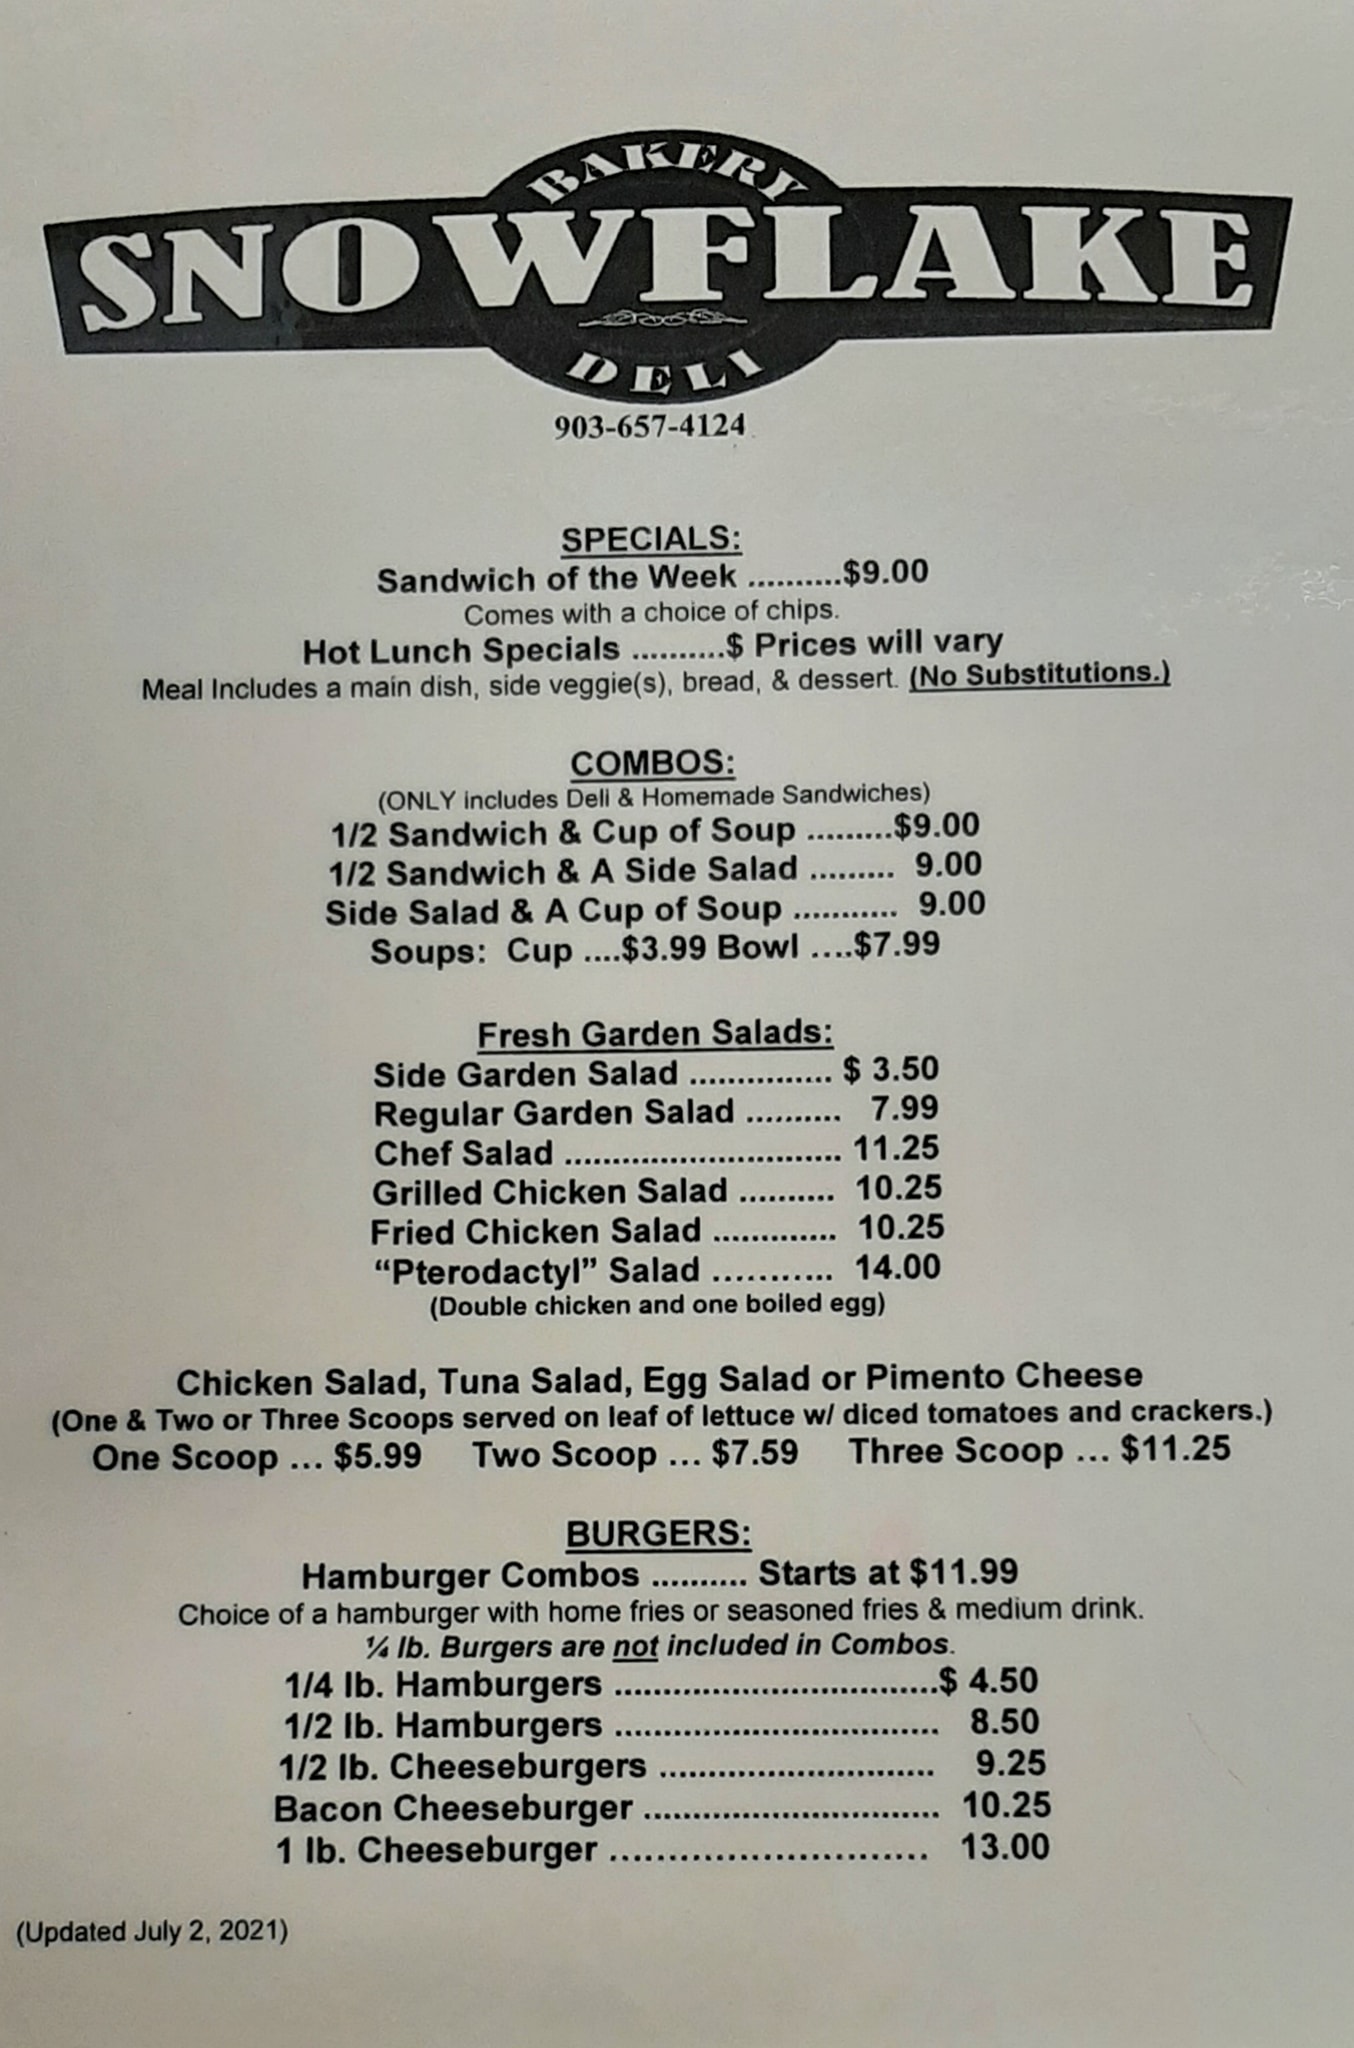 BAKERY
SNOWFLAKE
DELI
903-657-4124
SPECIALS:
Sandwich of the Week ..........$9.00
Comes with a choice of chips.
Hot Lunch Specials ..........$ Prices will vary
Meal Includes a main dish, side veggie(s), bread, & dessert. (No Substitutions.)
COMBOS:
(ONLY includes Deli & Homemade Sandwiches)
1/2 Sandwich & Cup of Soup .........$9.00
1/2 Sandwich & A Side Salad ......... 9.00
Side Salad & A Cup of Soup ........... 9.00
Soups: Cup ....$3.99 Bowl ....$7.99
Fresh Garden Salads:
Side Garden Salad ............... $ 3.50
Regular Garden Salad .......... 7.99
Chef Salad ............................. 11.25
Grilled Chicken Salad .......... 10.25
Fried Chicken Salad ............. 10.25
“Pterodactyl” Salad ........... 14.00
(Double chicken and one boiled egg)
Chicken Salad, Tuna Salad, Egg Salad or Pimento Cheese
(One & Two or Three Scoops served on leaf of lettuce w/ diced tomatoes and crackers.)
One Scoop ... $5.99 Two Scoop ... $7.59 Three Scoop ... $11.25
BURGERS:
Hamburger Combos .......... Starts at $11.99
Choice of a hamburger with home fries or seasoned fries & medium drink.
¼ lb. Burgers are not included in Combos.
1/4 lb. Hamburgers ..................................$ 4.50
1/2 lb. Hamburgers .................................. 8.50
1/2 lb. Cheeseburgers ............................. 9.25
Bacon Cheeseburger ............................... 10.25
1 lb. Cheeseburger ................................. 13.00
(Updated July 2, 2021)